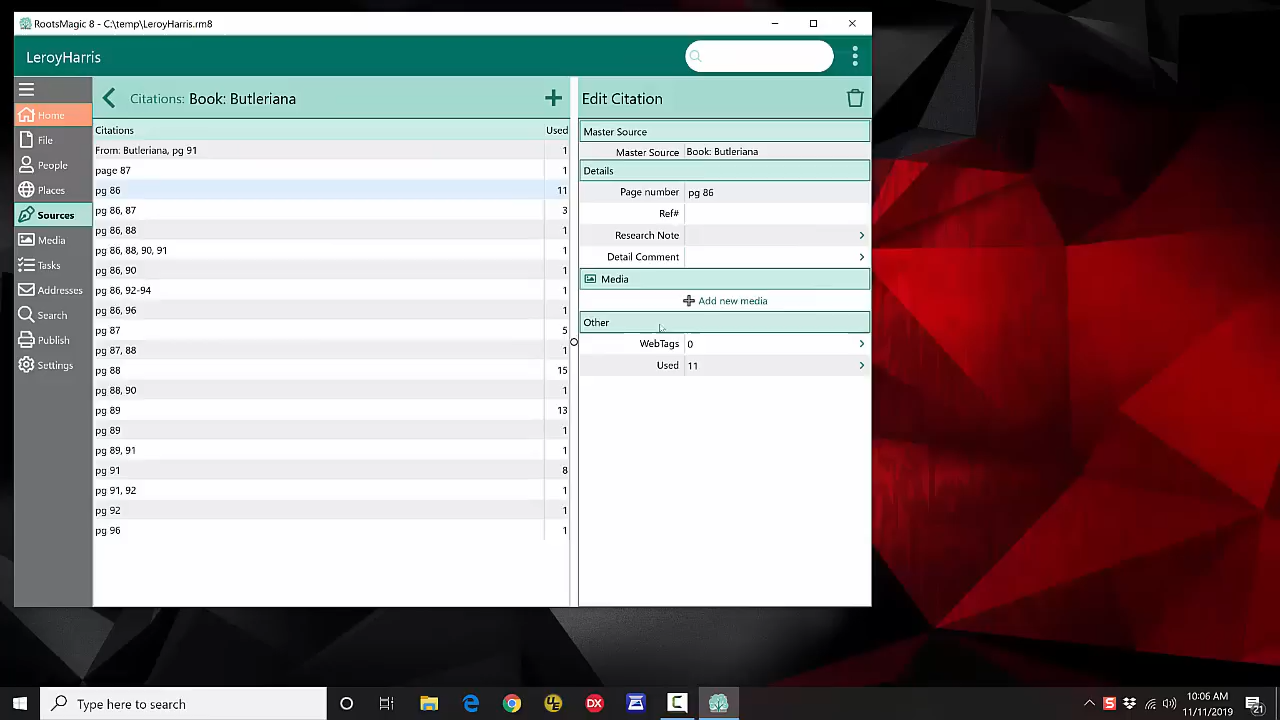 RootsMagic 8 - C:\temp\LeroyHarris.rm8
LeroyHarris
Home
File
People
Places
Sources
Media
Tasks
Addresses
Search
Publish
Settings
Citations: Book: Butleriana
Citations Used
From: Butleriana, pg 91 1
page 87 1
pg 86 11
pg 86, 87 3
pg 86, 88 1
pg 86, 88, 90, 91 1
pg 86, 90 1
pg 86, 92-94 1
pg 86, 96 1
pg 87 5
pg 87, 88 1
pg 88 15
pg 88, 90 1
pg 89 13
pg 89 1
pg 89, 91 1
pg 91 8
pg 91, 92 1
pg 92 1
pg 96 1
Edit Citation
Master Source
Master Source Book: Butleriana
Details
Page number pg 86
Ref#
Research Note
Detail Comment
Media
Add new media
Other
WebTags 0
Used 11
Type here to search
DX
10:06 AM
11/11/2019
21